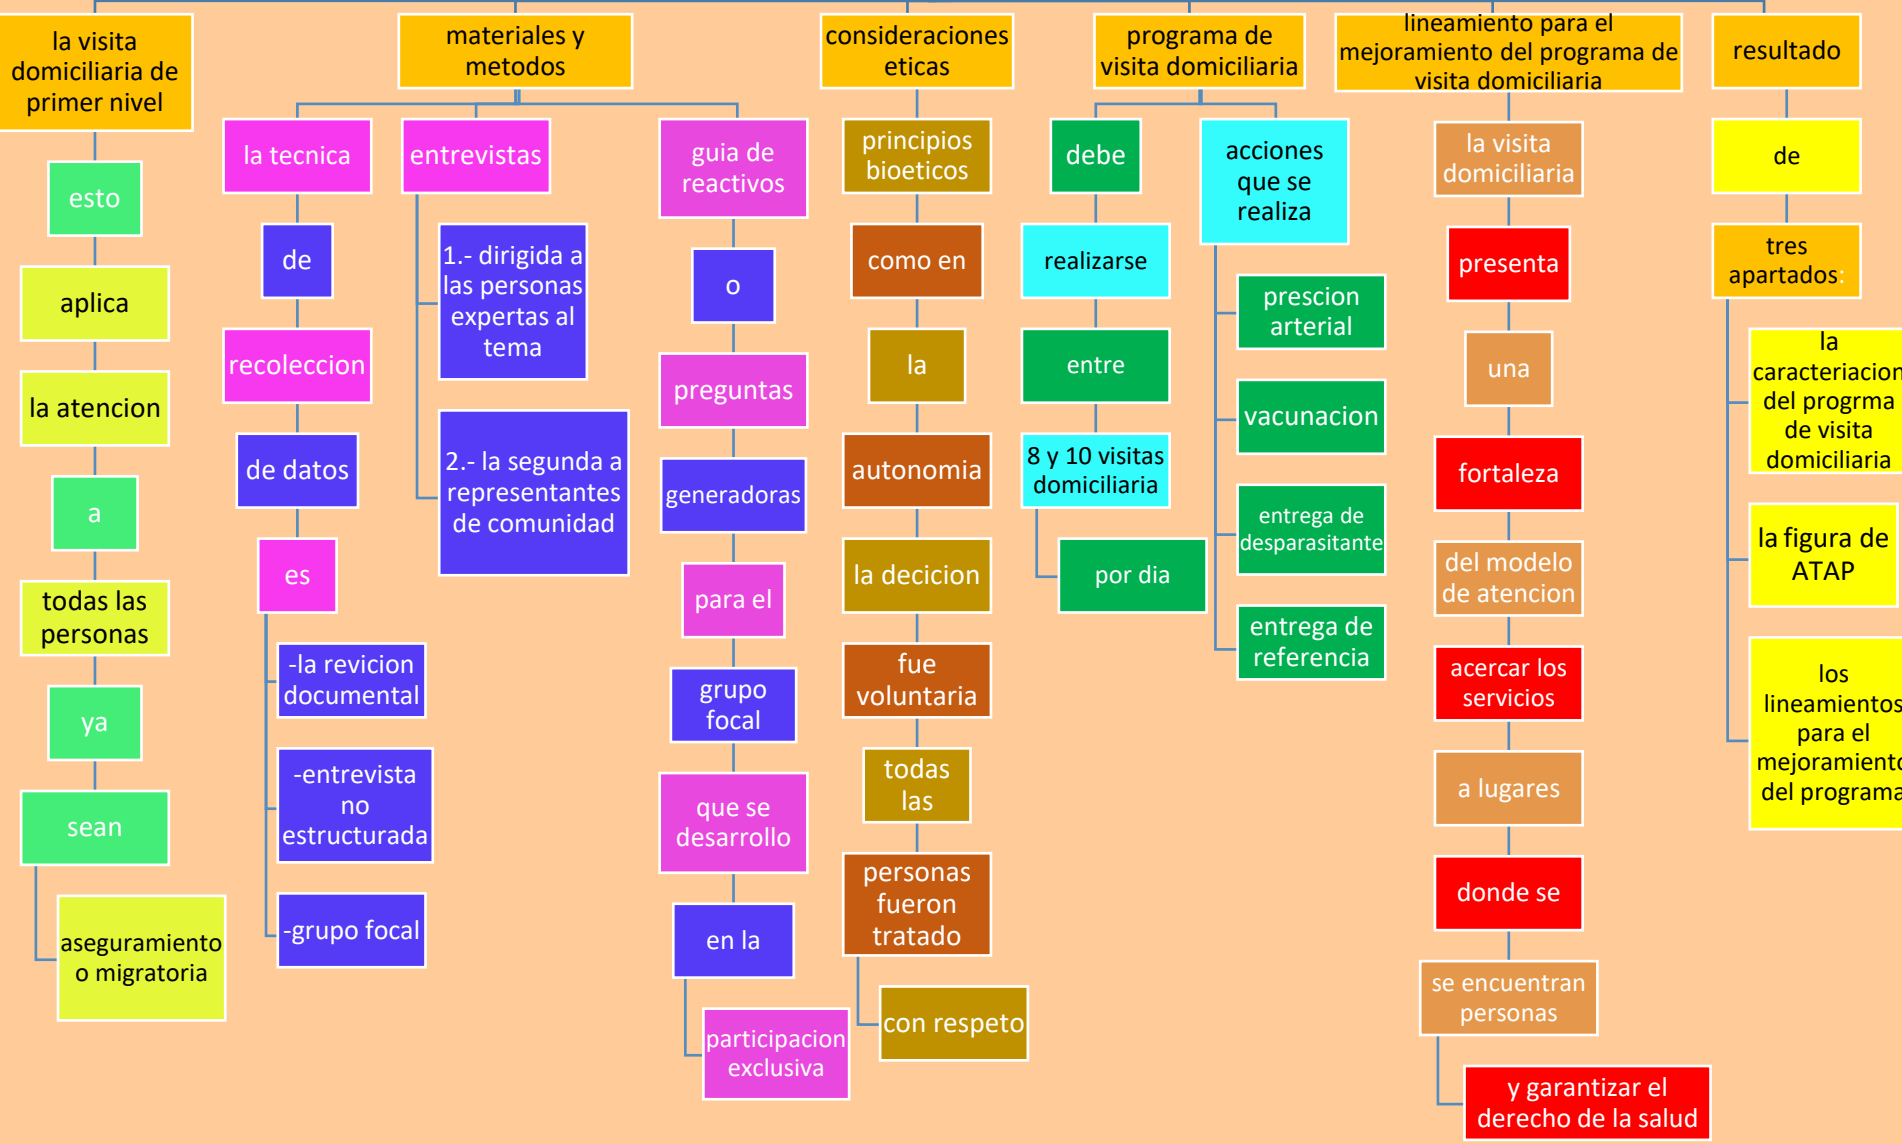 la visita
domiciliaria de
primer nivel
esto
aplica
la atencion
a
todas las
personas
ya
sean
aseguramiento
o migratoria
materiales y
metodos
la tecnica
de
recoleccion
de datos
es
-la revicion
documental
-entrevista
no
estructurada
-grupo focal
entrevistas
1.- dirigida a
las personas
expertas al
tema
2.- la segunda a
representantes
de comunidad
guia de
reactivos
o
preguntas
generadoras
para el
grupo
focal
que se
desarrollo
en la
participacion
exclusiva
consideraciones
eticas
principios
bioeticos
como en
la
autonomia
la decicion
fue
voluntaria
todas
las
personas
fueron
tratado
con respeto
programa de
visita domiciliaria
debe
realizarse
entre
8 y 10 visitas
domiciliaria
por dia
acciones
que se
realiza
prescion
arterial
vacunacion
entrega de
desparasitante
entrega de
referencia
lineamiento para el
mejoramiento del programa de
visita domiciliaria
la visita
domiciliaria
presenta
una
fortaleza
del modelo
de atencion
acercar los
servicios
a lugares
donde se
se encuentran
personas
y garantizar el
derecho de la salud
resultado
de
tres
apartados:
la
caracteriacion
del progrma
de visita
domiciliaria
la figura de
ATAP
los
lineamientos
para el
mejoramiento
del programa